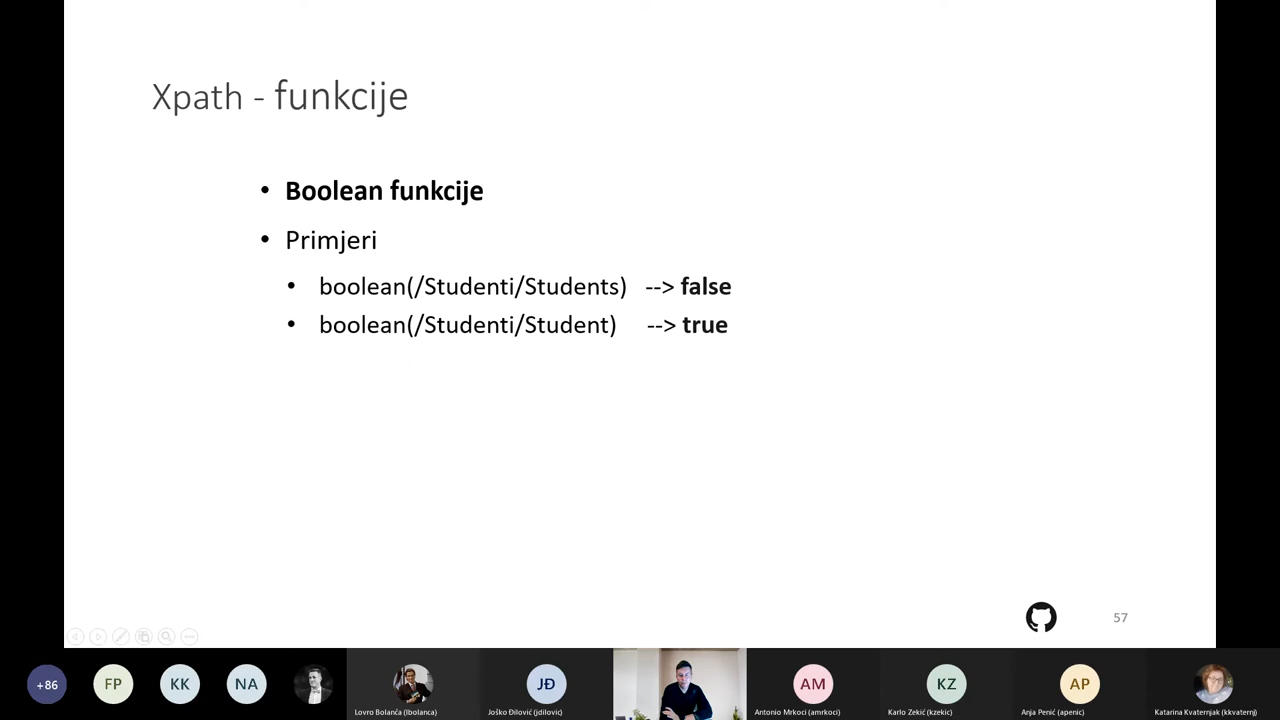 Xpath - funkcije
• Boolean funkcije
• Primjeri
• boolean(/Studenti/Students) --> false
• boolean(/Studenti/Student) --> true
57
+86
FP
KK
NA
JĐ
AM
KZ
AP
Lovro Bolanča (lbolanca)
Joško Đilović (jdilovic)
Antonio Mrkoci (amrkoci)
Karlo Zekić (kzekic)
Anja Penić (apenic)
Katarina Kvaternjak (kkvaternj)